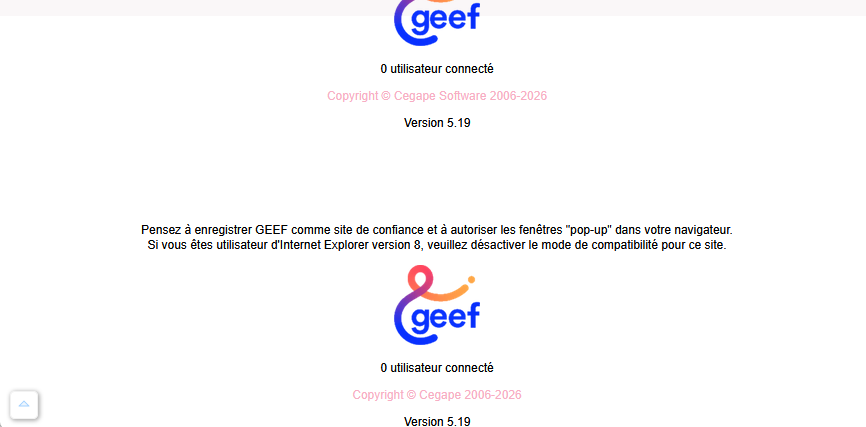 geef
0 utilisateur connecté
Copyright © Cegape Software 2006-2026
Version 5.19
Pensez à enregistrer GEEF comme site de confiance et à autoriser les fenêtres "pop-up" dans votre navigateur.
Si vous êtes utilisateur d'Internet Explorer version 8, veuillez désactiver le mode de compatibilité pour ce site.
geef
0 utilisateur connecté
Copyright © Cegape 2006-2026
Version 5.19